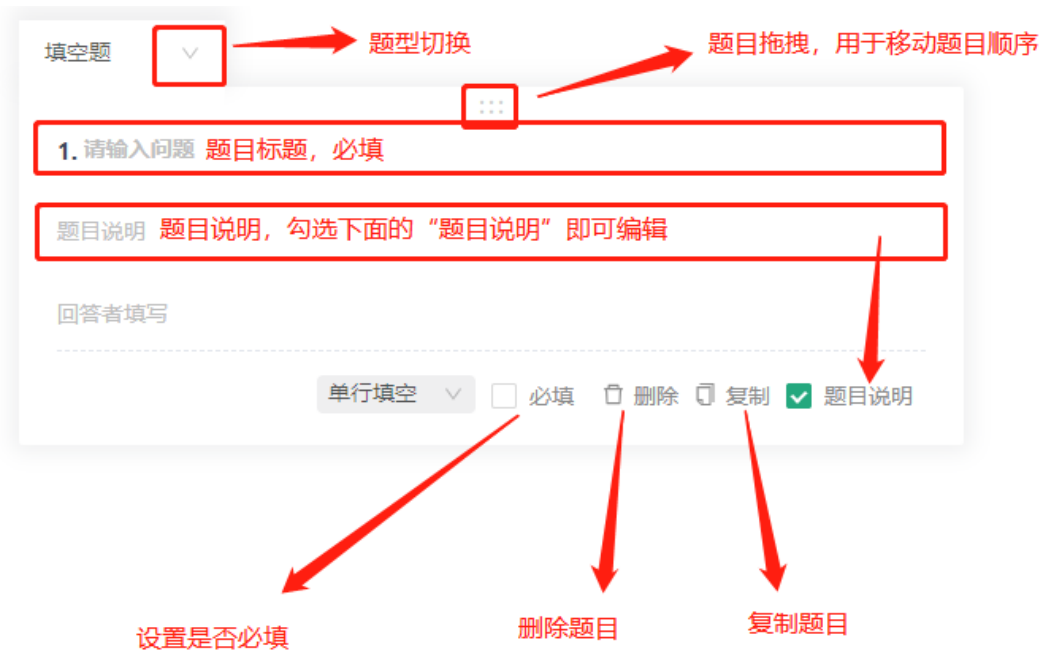 填空题
题型切换
题目拖拽，用于移动题目顺序
1. 请输入问题 题目标题，必填
题目说明 题目说明，勾选下面的“题目说明”即可编辑
回答者填写
单行填空 必填 删除 复制 题目说明
设置是否必填
删除题目
复制题目